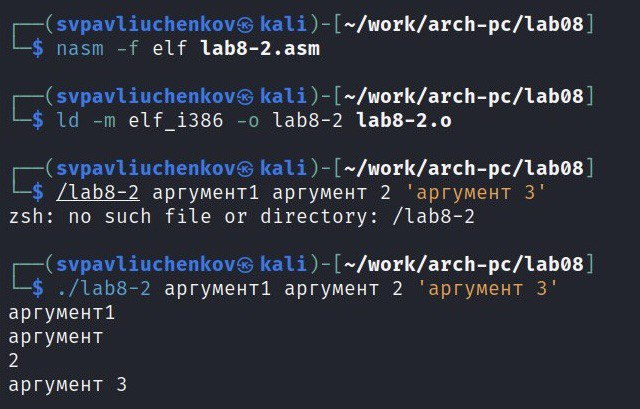 ┌──(svpavliuchenkov㉿kali)-[~/work/arch-pc/lab08]
└─$ nasm -f elf lab8-2.asm
┌──(svpavliuchenkov㉿kali)-[~/work/arch-pc/lab08]
└─$ ld -m elf_i386 -o lab8-2 lab8-2.o
┌──(svpavliuchenkov㉿kali)-[~/work/arch-pc/lab08]
└─$ /lab8-2 аргумент1 аргумент 2 'аргумент 3'
zsh: no such file or directory: /lab8-2
┌──(svpavliuchenkov㉿kali)-[~/work/arch-pc/lab08]
└─$ ./lab8-2 аргумент1 аргумент 2 'аргумент 3'
аргумент1
аргумент
2
аргумент 3